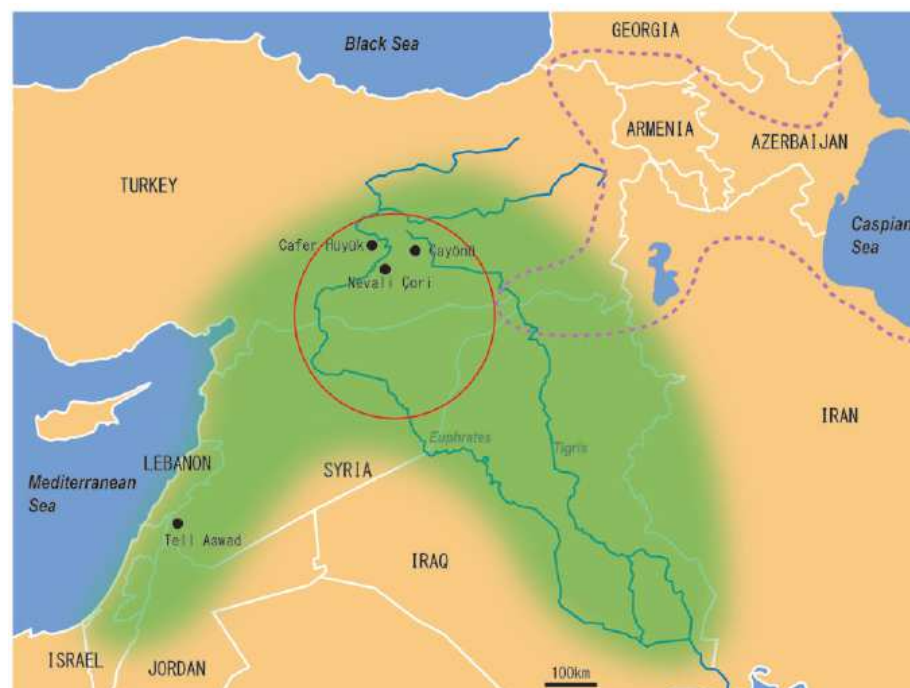 Black Sea
GEORGIA
ARMENIA
AZERBAIJAN
TURKEY
Caspian
Sea
Cafer Hüyük
Çayönü
Nevali Çori
IRAN
Euphrates
Tigris
LEBANON
SYRIA
Mediterranean
Sea
Tell Aswad
IRAQ
ISRAEL
JORDAN
100km